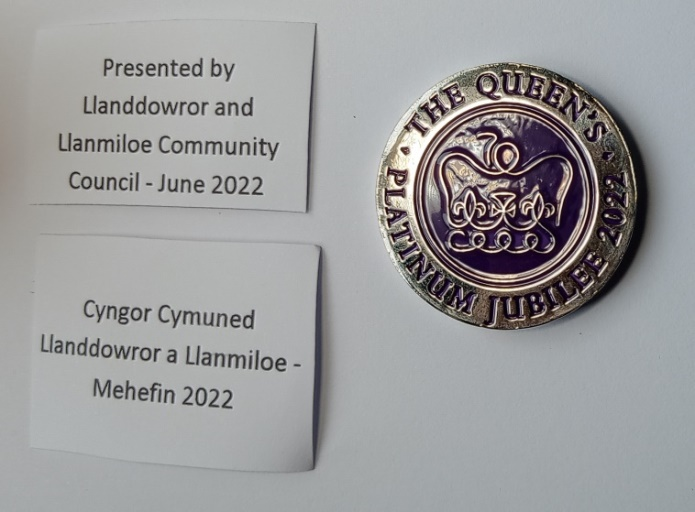 Presented by
Llanddowror and
Llanmiloe Community
Council - June 2022
Cyngor Cymuned
Llanddowror a Llanmiloe -
Mehefin 2022
· THE QUEEN'S ·
PLATINUM JUBILEE 2022
70